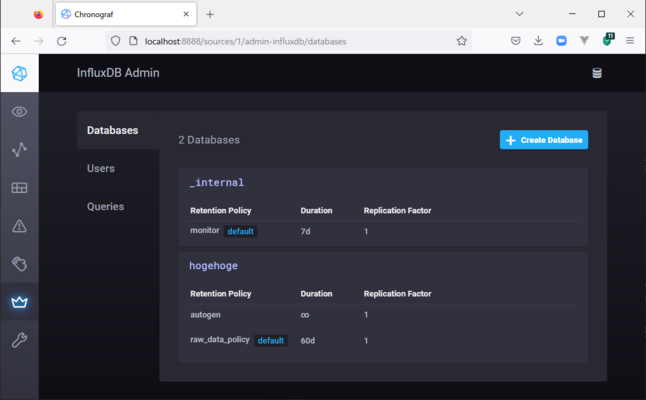 Chronograf
localhost:8888/sources/1/admin-influxdb/databases
11
InfluxDB Admin
Databases
Users
Queries
2 Databases
Create Database
_internal
Retention Policy Duration Replication Factor
monitor default 7d 1
hogehoge
Retention Policy Duration Replication Factor
autogen ∞ 1
raw_data_policy default 60d 1